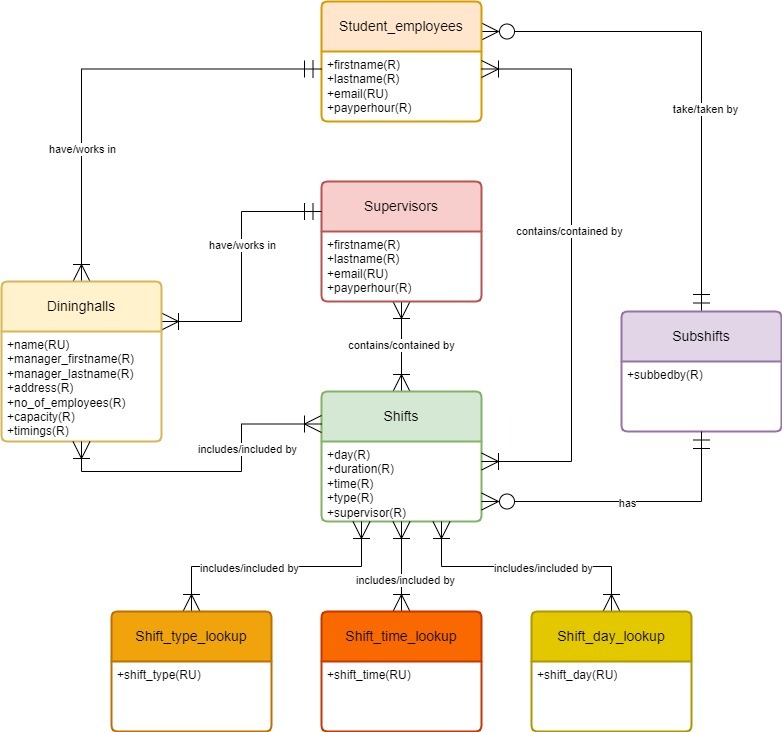 Student_employees
+firstname(R)
+lastname(R)
+email(RU)
+payperhour(R)
take/taken by
have/works in
Supervisors
+firstname(R)
+lastname(R)
+email(RU)
+payperhour(R)
have/works in
contains/contained by
Dininghalls
+name(RU)
+manager_firstname(R)
+manager_lastname(R)
+address(R)
+no_of_employees(R)
+capacity(R)
+timings(R)
Subshifts
+subbedby(R)
contains/contained by
Shifts
+day(R)
+duration(R)
+time(R)
+type(R)
+supervisor(R)
includes/included by
has
includes/included by
includes/included by
includes/included by
Shift_type_lookup
+shift_type(RU)
Shift_time_lookup
+shift_time(RU)
Shift_day_lookup
+shift_day(RU)